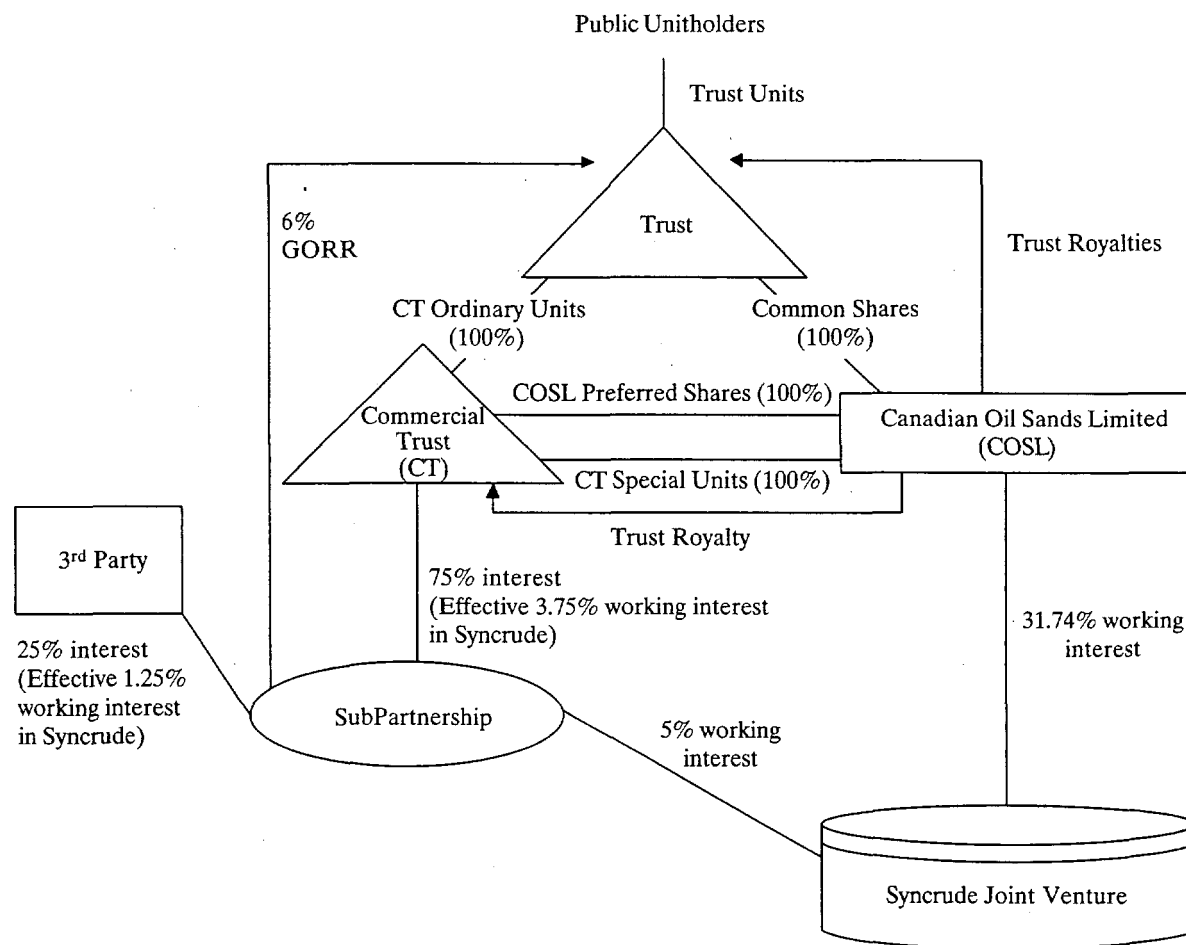 Public Unitholders
Trust Units
6%
GORR
Trust
Trust Royalties
CT Ordinary Units
(100%)
Common Shares
(100%)
COSL Preferred Shares (100%)
Commercial
Trust
(CT)
Canadian Oil Sands Limited
(COSL)
CT Special Units (100%)
Trust Royalty
3rd Party
75% interest
(Effective 3.75% working interest
in Syncrude)
31.74% working
interest
25% interest
(Effective 1.25%
working interest
in Syncrude)
SubPartnership
5% working
interest
Syncrude Joint Venture